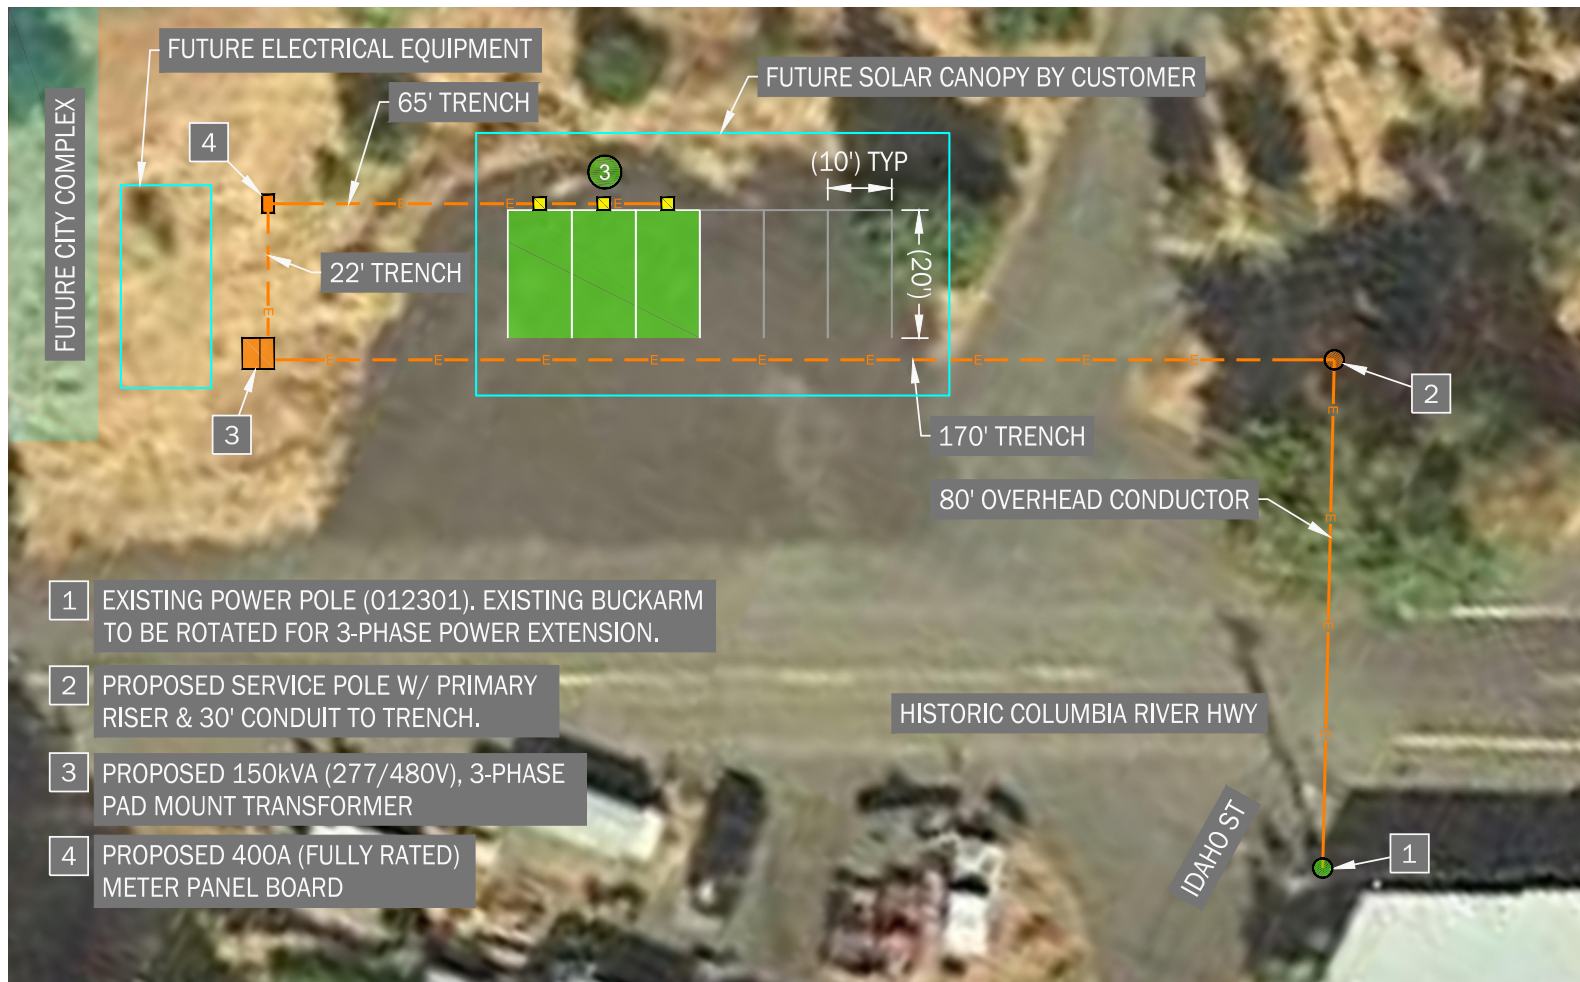 FUTURE ELECTRICAL EQUIPMENT
65' TRENCH
FUTURE SOLAR CANOPY BY CUSTOMER
FUTURE CITY COMPLEX
4
3
(10') TYP
22' TRENCH
(20')
E
E
E
E
E
E
E
E
E
E
E
E
E
3
2
170' TRENCH
80' OVERHEAD CONDUCTOR
E
E
E
E
1 EXISTING POWER POLE (012301). EXISTING BUCKARM
TO BE ROTATED FOR 3-PHASE POWER EXTENSION.
2 PROPOSED SERVICE POLE W/ PRIMARY
RISER & 30' CONDUIT TO TRENCH.
HISTORIC COLUMBIA RIVER HWY
3 PROPOSED 150kVA (277/480V), 3-PHASE
PAD MOUNT TRANSFORMER
IDAHO ST
4 PROPOSED 400A (FULLY RATED)
METER PANEL BOARD
1